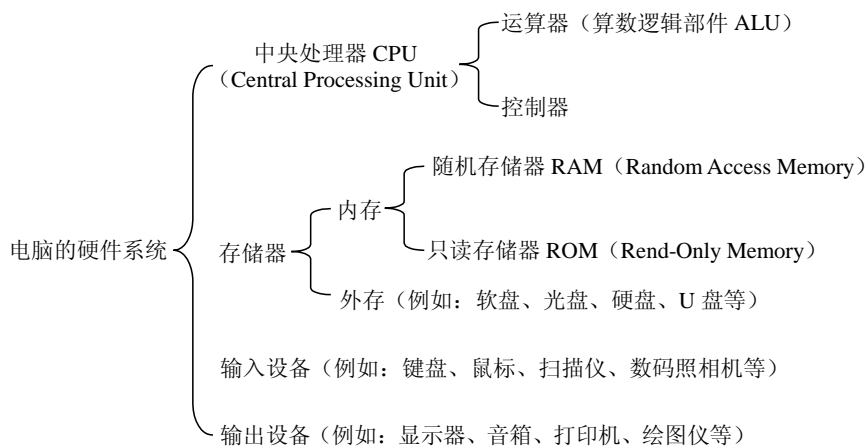 运算器（算数逻辑部件 ALU）
中央处理器 CPU
（Central Processing Unit）
控制器
随机存储器 RAM（Random Access Memory）
内存
电脑的硬件系统
存储器
只读存储器 ROM（Rend-Only Memory）
外存（例如：软盘、光盘、硬盘、U 盘等）
输入设备（例如：键盘、鼠标、扫描仪、数码照相机等）
输出设备（例如：显示器、音箱、打印机、绘图仪等）